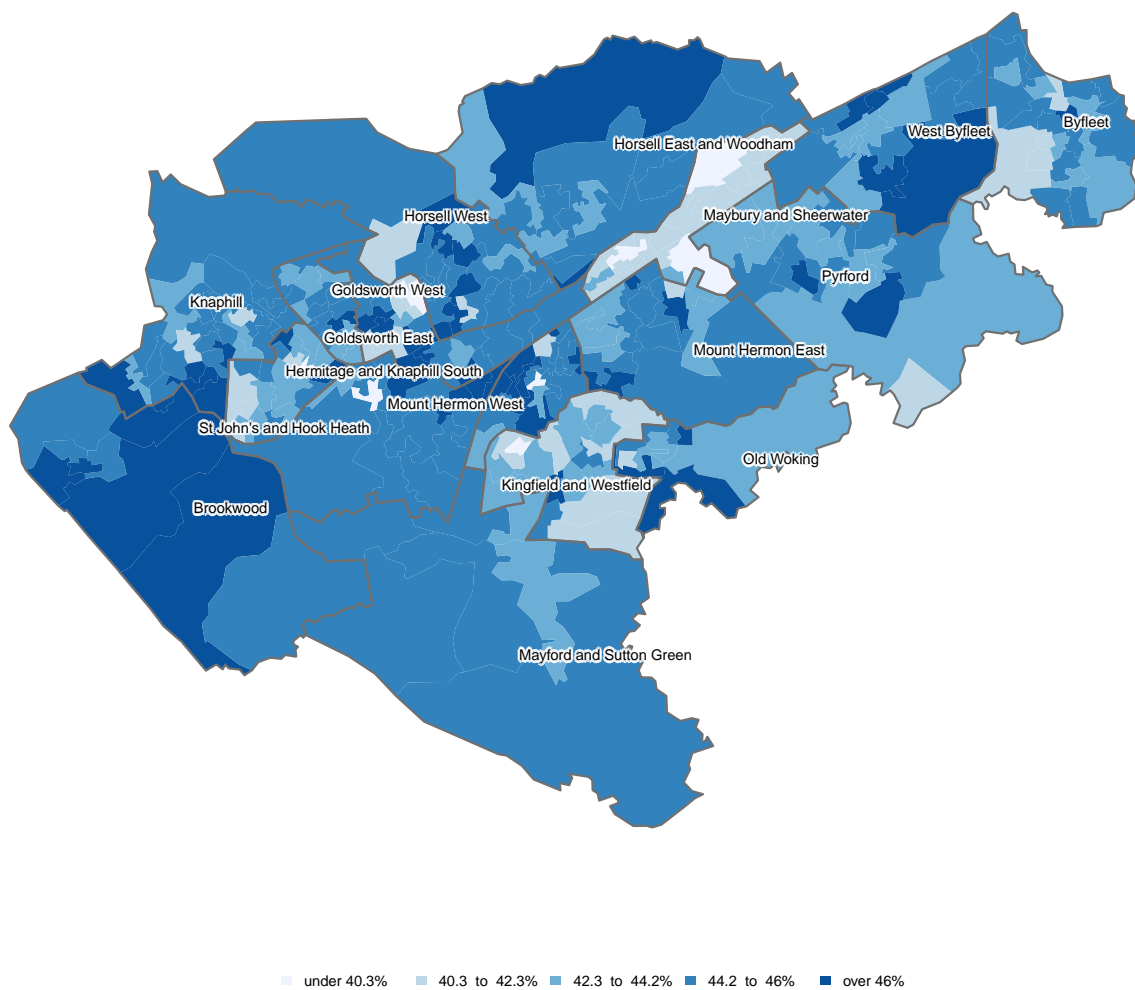 Byfleet
West Byfleet
Horsell East and Woodham
Horsell West
Maybury and Sheerwater
Pyrford
Goldsworth West
Knaphill
Goldsworth East
Mount Hermon East
Hermitage and Knaphill South
Mount Hermon West
St John's and Hook Heath
Old Woking
Kingfield and Westfield
Brookwood
Mayford and Sutton Green
under 40.3% 40.3 to 42.3% 42.3 to 44.2% 44.2 to 46% over 46%